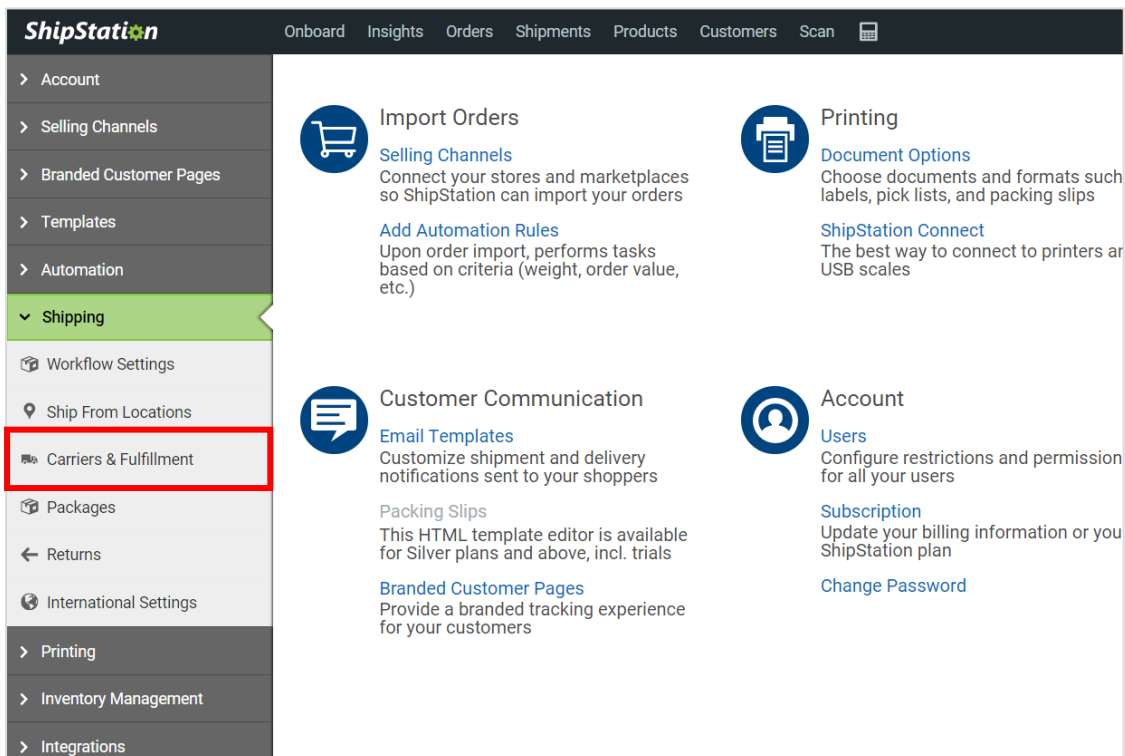 ShipStation
Onboard Insights Orders Shipments Products Customers Scan
Account
Selling Channels
Branded Customer Pages
Templates
Automation
Shipping
Workflow Settings
Ship From Locations
Carriers & Fulfillment
Packages
Returns
International Settings
Printing
Inventory Management
Integrations
Import Orders
Selling Channels
Connect your stores and marketplaces
so ShipStation can import your orders
Add Automation Rules
Upon order import, performs tasks
based on criteria (weight, order value,
etc.)
Printing
Document Options
Choose documents and formats such
labels, pick lists, and packing slips
ShipStation Connect
The best way to connect to printers ar
USB scales
Customer Communication
Email Templates
Customize shipment and delivery
notifications sent to your shoppers
Packing Slips
This HTML template editor is available
for Silver plans and above, incl. trials
Branded Customer Pages
Provide a branded tracking experience
for your customers
Account
Users
Configure restrictions and permission
for all your users
Subscription
Update your billing information or you
ShipStation plan
Change Password